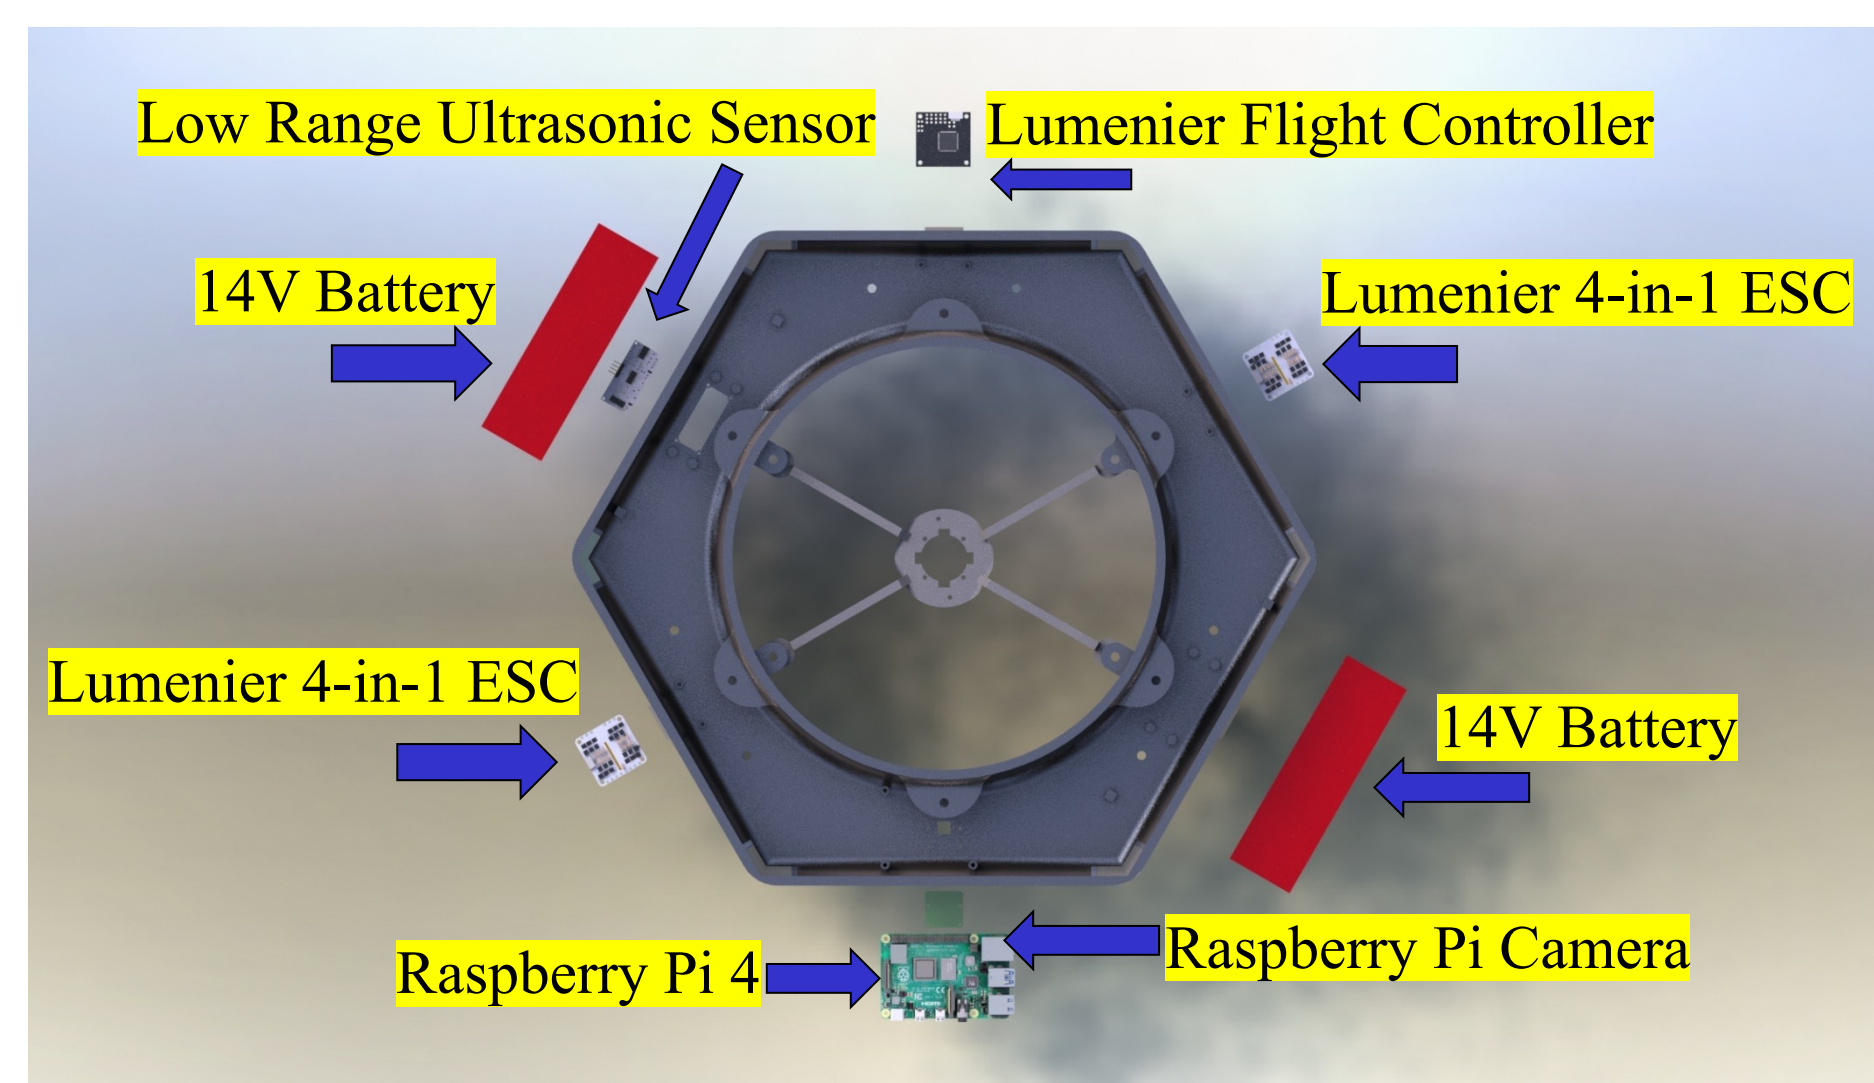 Low Range Ultrasonic Sensor
Lumenier Flight Controller
14V Battery
Lumenier 4-in-1 ESC
Lumenier 4-in-1 ESC
14V Battery
Raspberry Pi 4
Raspberry Pi Camera